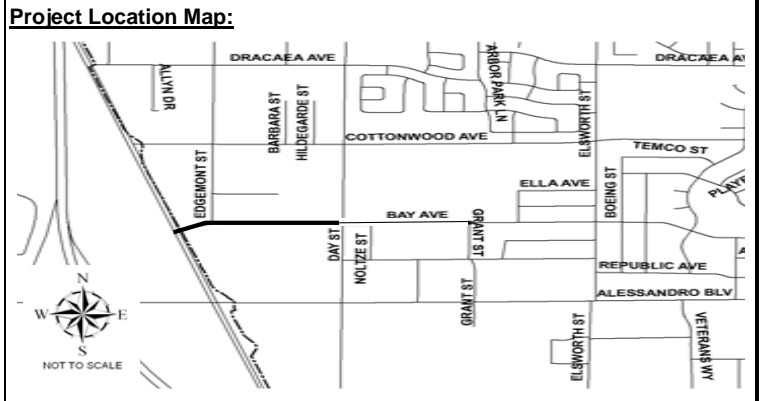 Project Location Map:
DRACAEA AVE
DRACAEA A
ALLYN DR
BARBARA ST
HILDEGARDE ST
ARBOR PARK LN
ELSWORTH ST
COTTONWOOD AVE
TEMCO ST
EDGEMONT ST
ELLA AVE
BOEING ST
PLAYE
BAY AVE
GRANT ST
DAY ST
NOLTZE ST
REPUBLIC AVE
A
GRANT ST
ALESSANDRO BLV
ELSWORTH ST
VETERANS WY
N
W
E
S
NOT TO SCALE